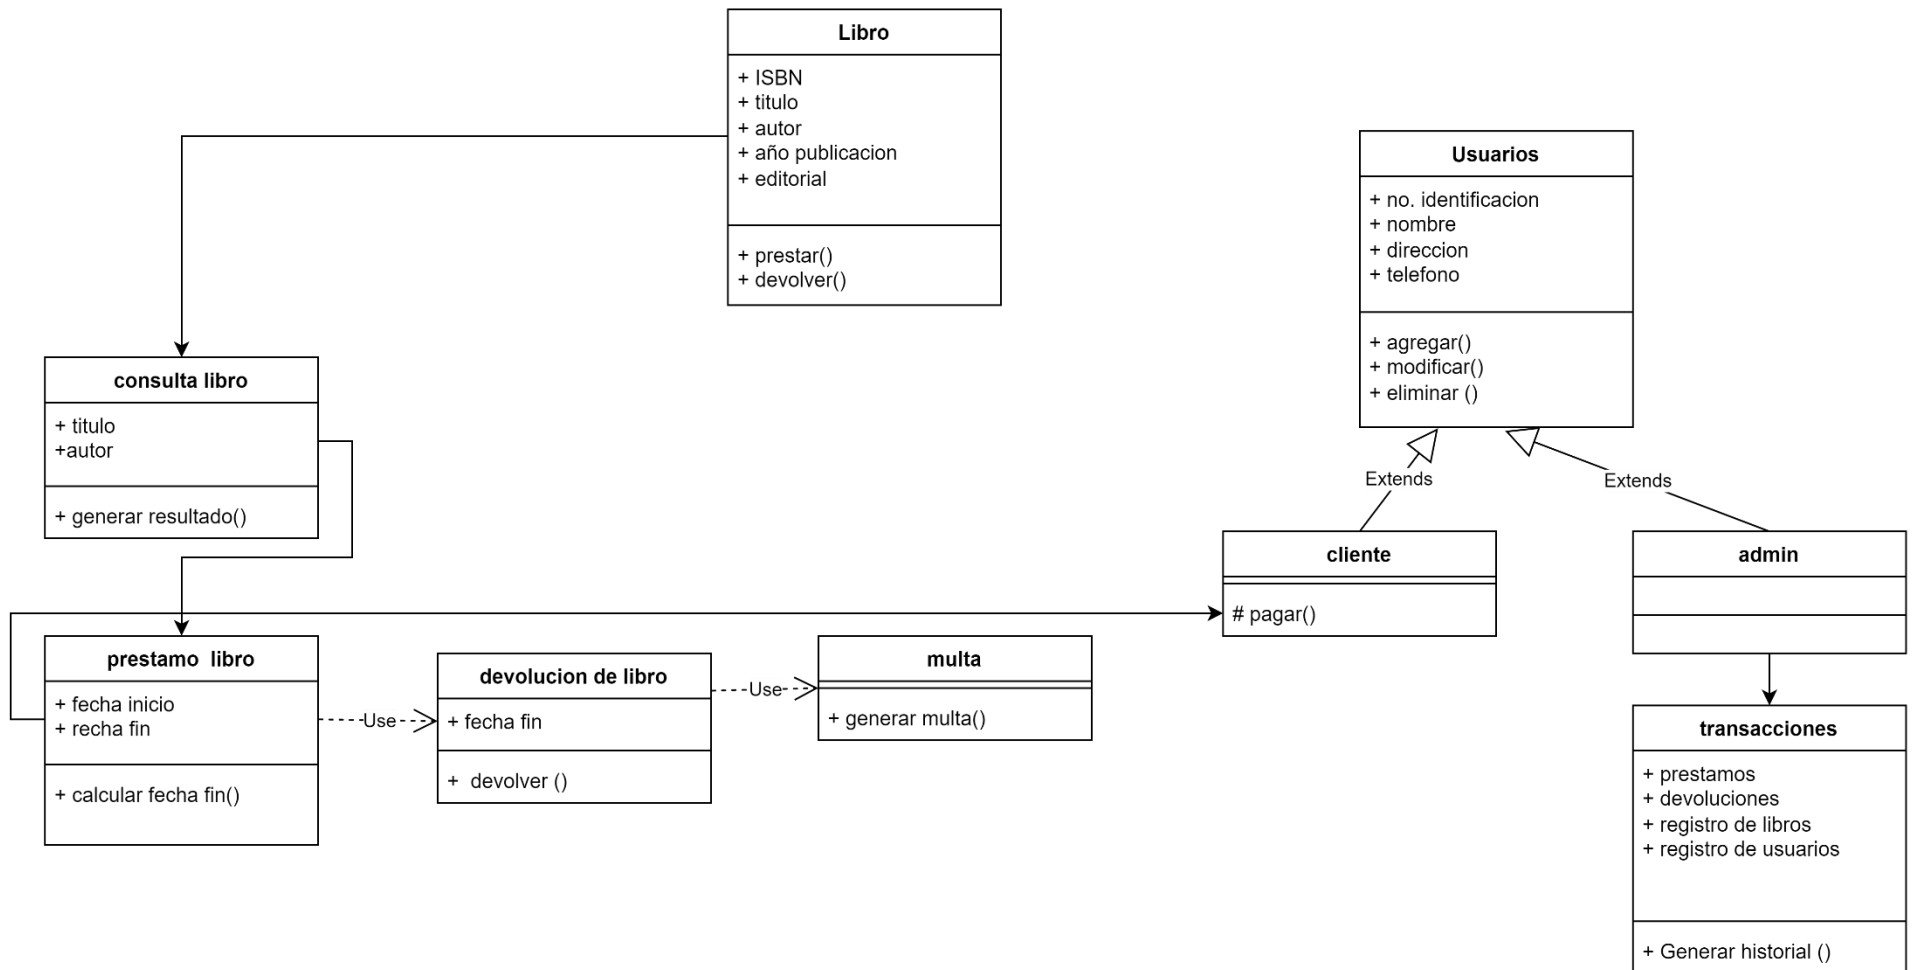 Libro
+ ISBN
+ titulo
+ autor
+ año publicacion
+ editorial
+ prestar()
+ devolver()
Usuarios
+ no. identificacion
+ nombre
+ direccion
+ telefono
+ agregar()
+ modificar()
+ eliminar ()
consulta libro
+ titulo
+autor
+ generar resultado()
Extends
Extends
cliente
# pagar()
admin
prestamo  libro
+ fecha inicio
+ recha fin
+ calcular fecha fin()
Use
devolucion de libro
+ fecha fin
+  devolver ()
Use
multa
+ generar multa()
transacciones
+ prestamos
+ devoluciones
+ registro de libros
+ registro de usuarios
+ Generar historial ()